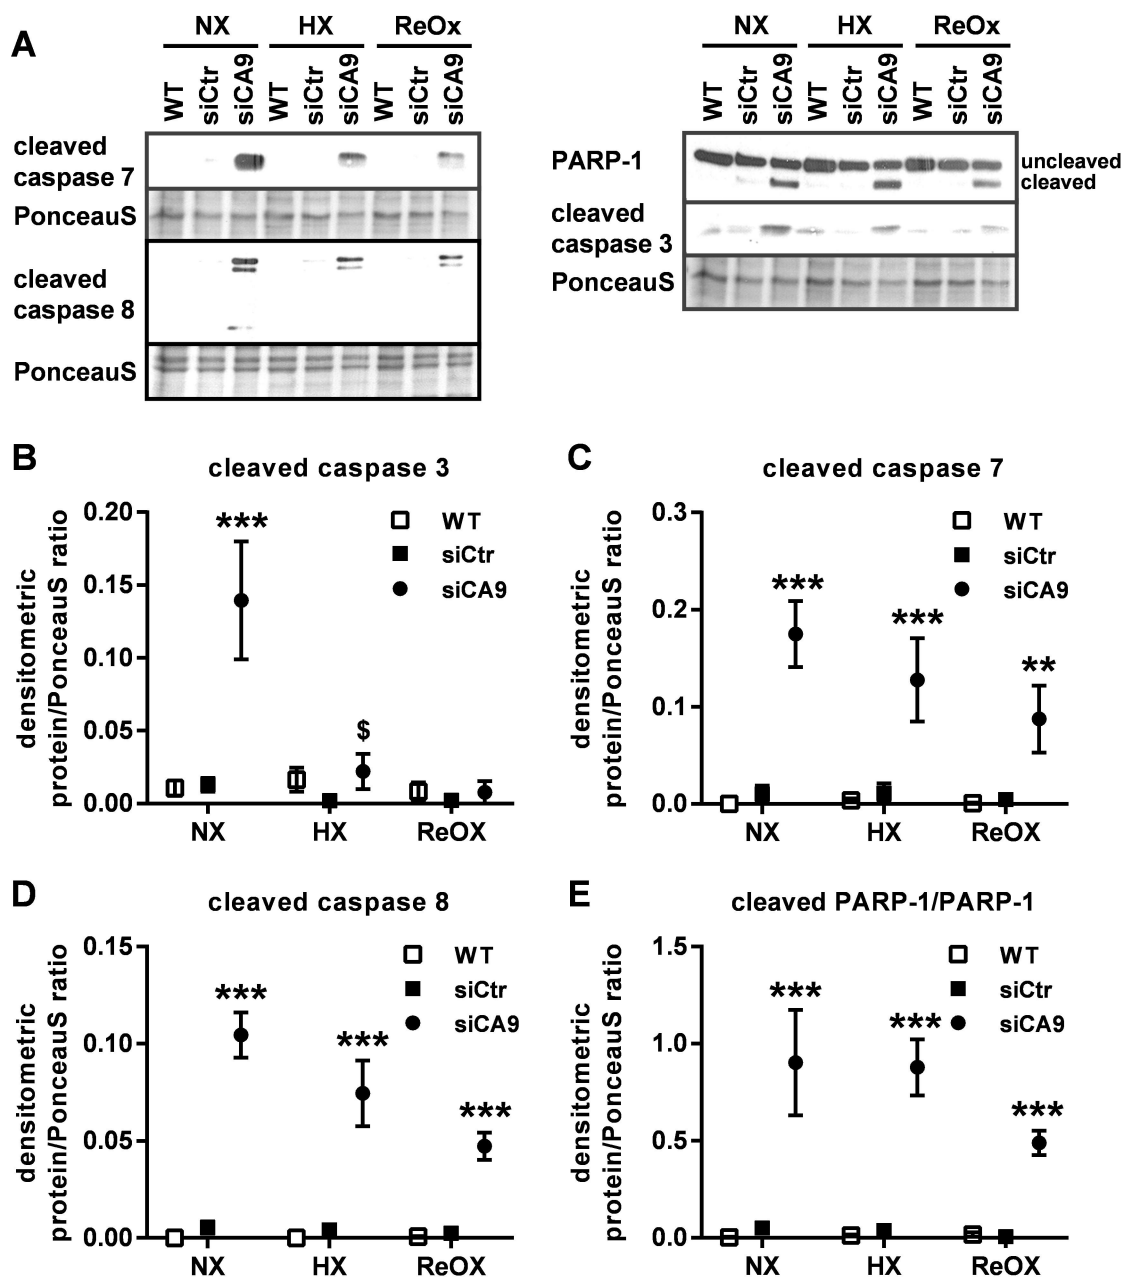 A
NX HX ReOx
WT siCtr siCA9 WT siCtr siCA9 WT siCtr siCA9
cleaved
caspase 7
PonceauS
cleaved
caspase 8
PonceauS
NX HX ReOx
WT siCtr siCA9 WT siCtr siCA9 WT siCtr siCA9
PARP-1
uncleaved
cleaved
cleaved
caspase 3
PonceauS
B
cleaved caspase 3
densitometric
protein/PonceauS ratio
0.20
0.15
0.10
0.05
0.00
***
$
WT
siCtr
siCA9
NX HX ReOX
C
cleaved caspase 7
densitometric
protein/PonceauS ratio
0.3
0.2
0.1
0.0
***
***
**
WT
siCtr
siCA9
NX HX ReOX
D
cleaved caspase 8
densitometric
protein/PonceauS ratio
0.15
0.10
0.05
0.00
***
***
***
WT
siCtr
siCA9
NX HX ReOX
E
cleaved PARP-1/PARP-1
densitometric
protein/PonceauS ratio
1.5
1.0
0.5
0.0
***
***
***
WT
siCtr
siCA9
NX HX ReOX